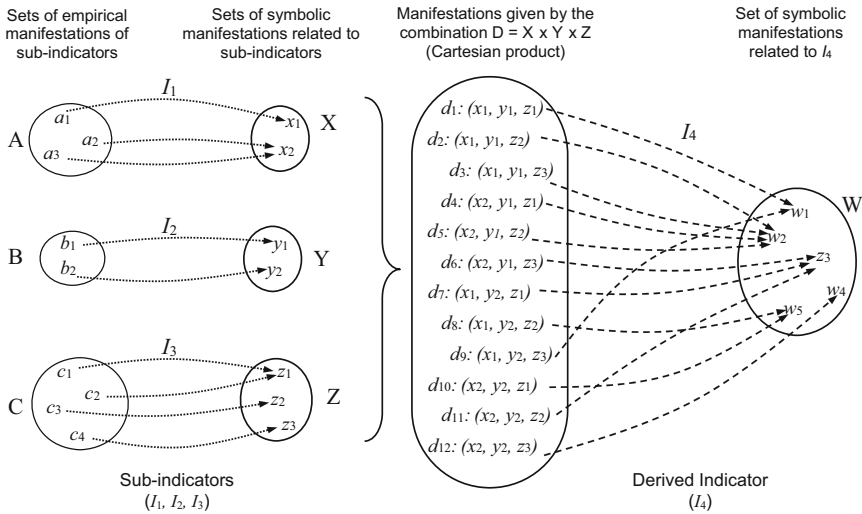 Sets of empirical
manifestations of
sub-indicators
Sets of symbolic
manifestations related to
sub-indicators
Manifestations given by the
combination D = X x Y x Z
(Cartesian product)
Set of symbolic
manifestations
related to I4
A
a1
a2
a3
I1
x1
x2
X
B
b1
b2
I2
y1
y2
Y
C
c1
c2
c3
c4
I3
z1
z2
z3
Z
d1: (x1, y1, z1)
d2: (x1, y1, z2)
d3: (x1, y1, z3)
d4: (x2, y1, z1)
d5: (x2, y1, z2)
d6: (x2, y1, z3)
d7: (x1, y2, z1)
d8: (x1, y2, z2)
d9: (x1, y2, z3)
d10: (x2, y2, z1)
d11: (x2, y2, z2)
d12: (x2, y2, z3)
I4
W
w1
w2
z3
w4
w5
Sub-indicators
(I1, I2, I3)
Derived Indicator
(I4)